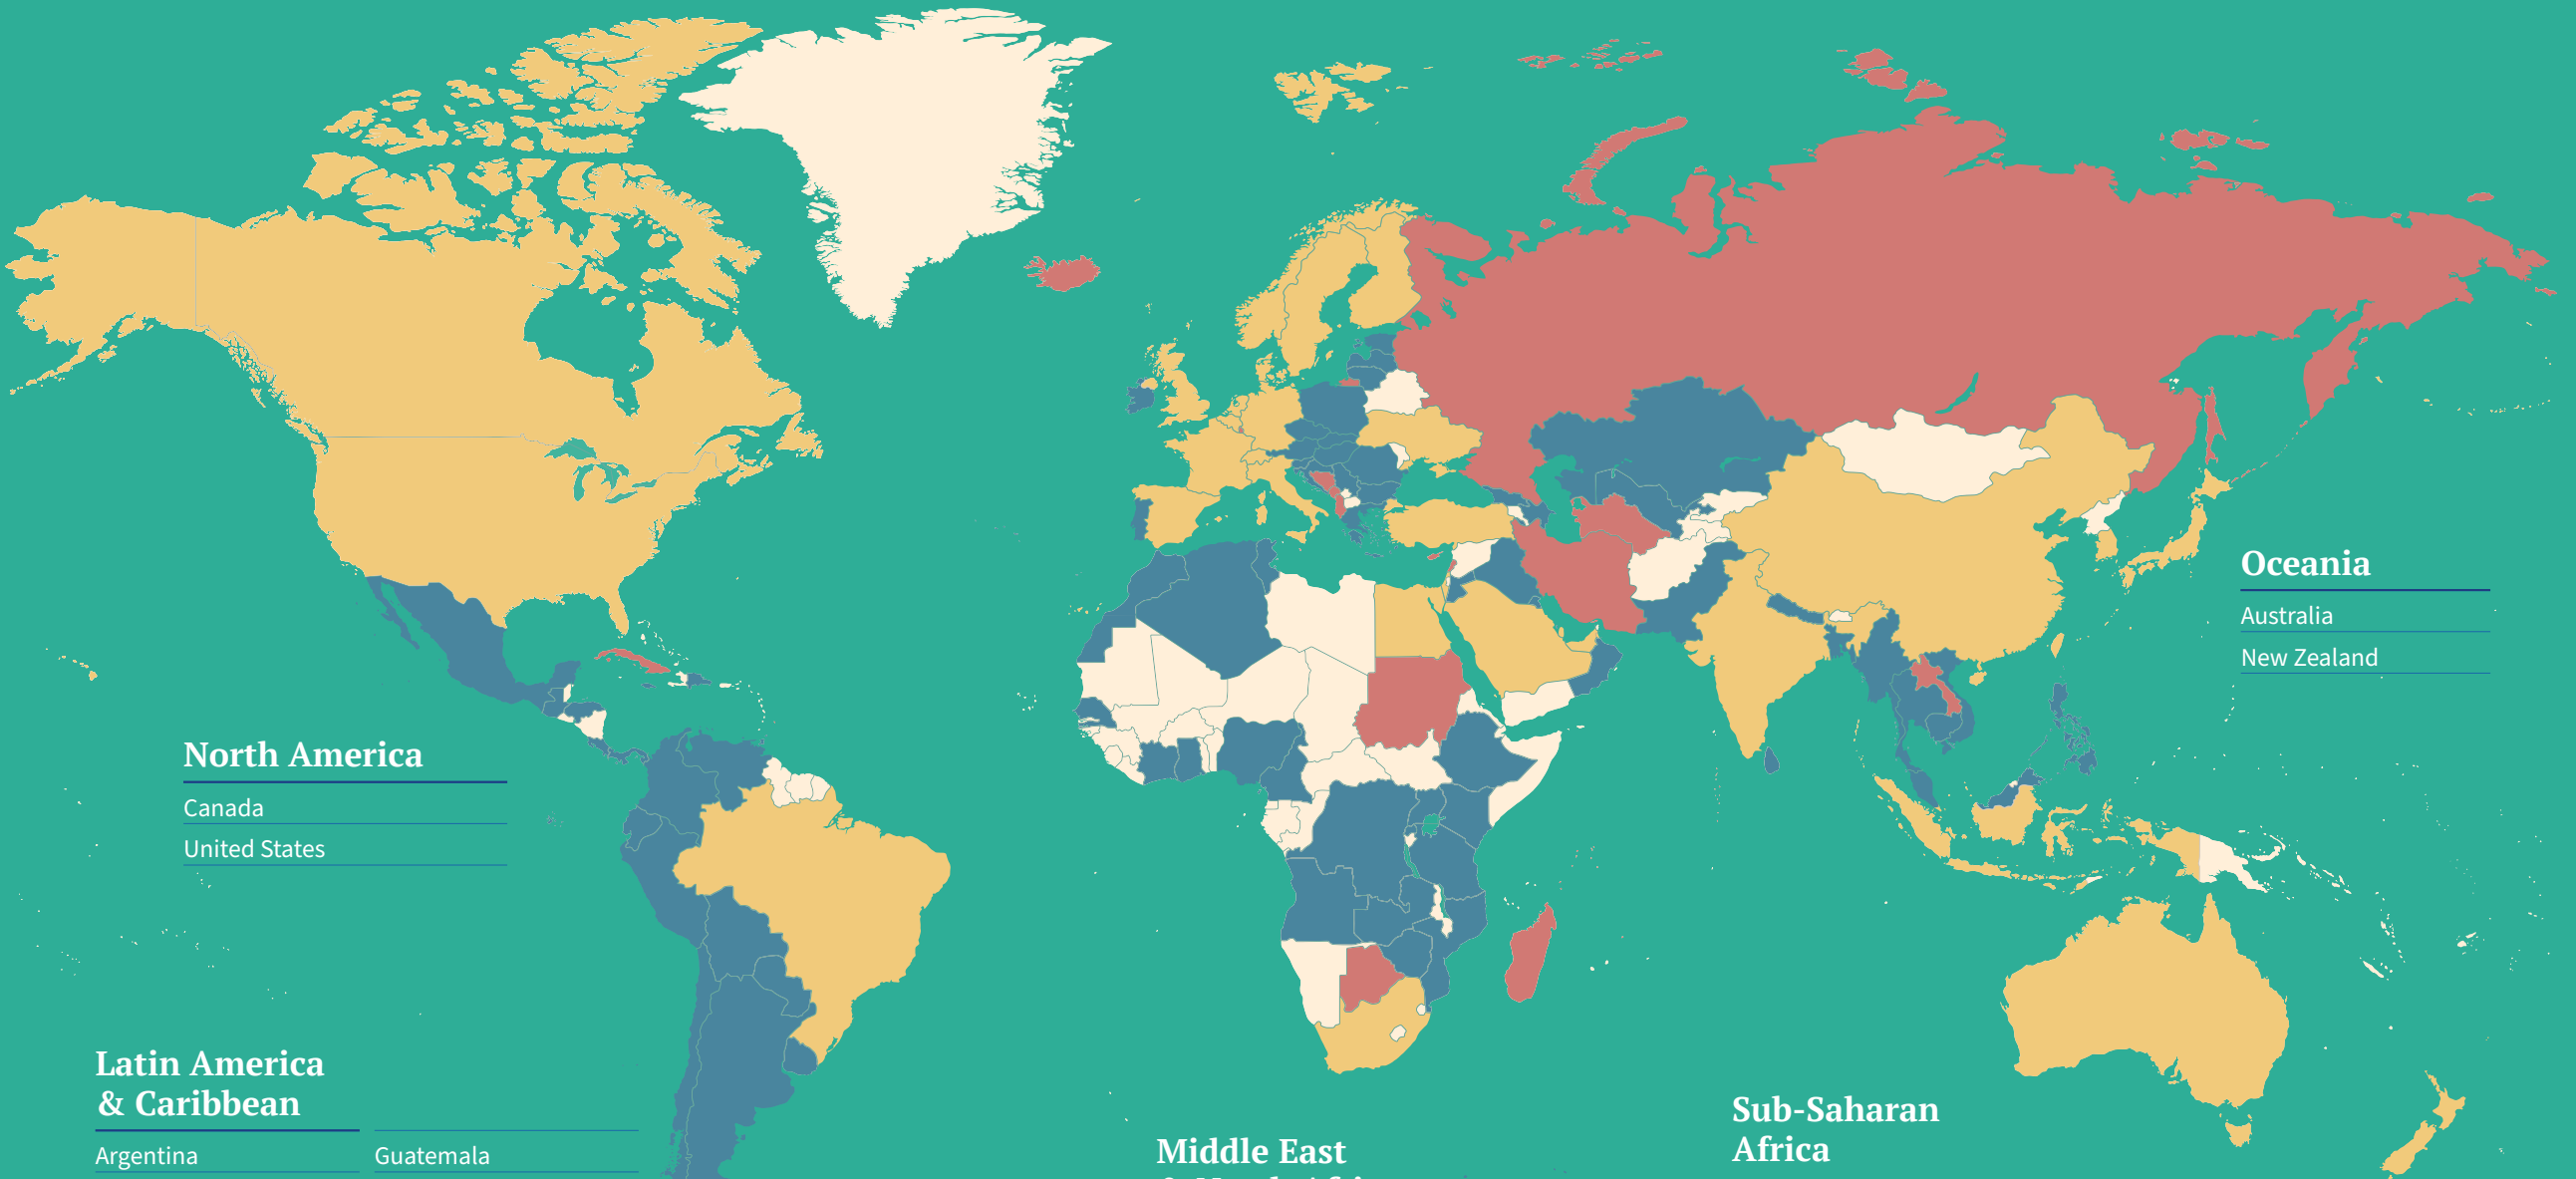 Oceania
Australia
New Zealand
North America
Canada
United States
Latin America
& Caribbean
Argentina
Guatemala
Middle East
Sub-Saharan
Africa